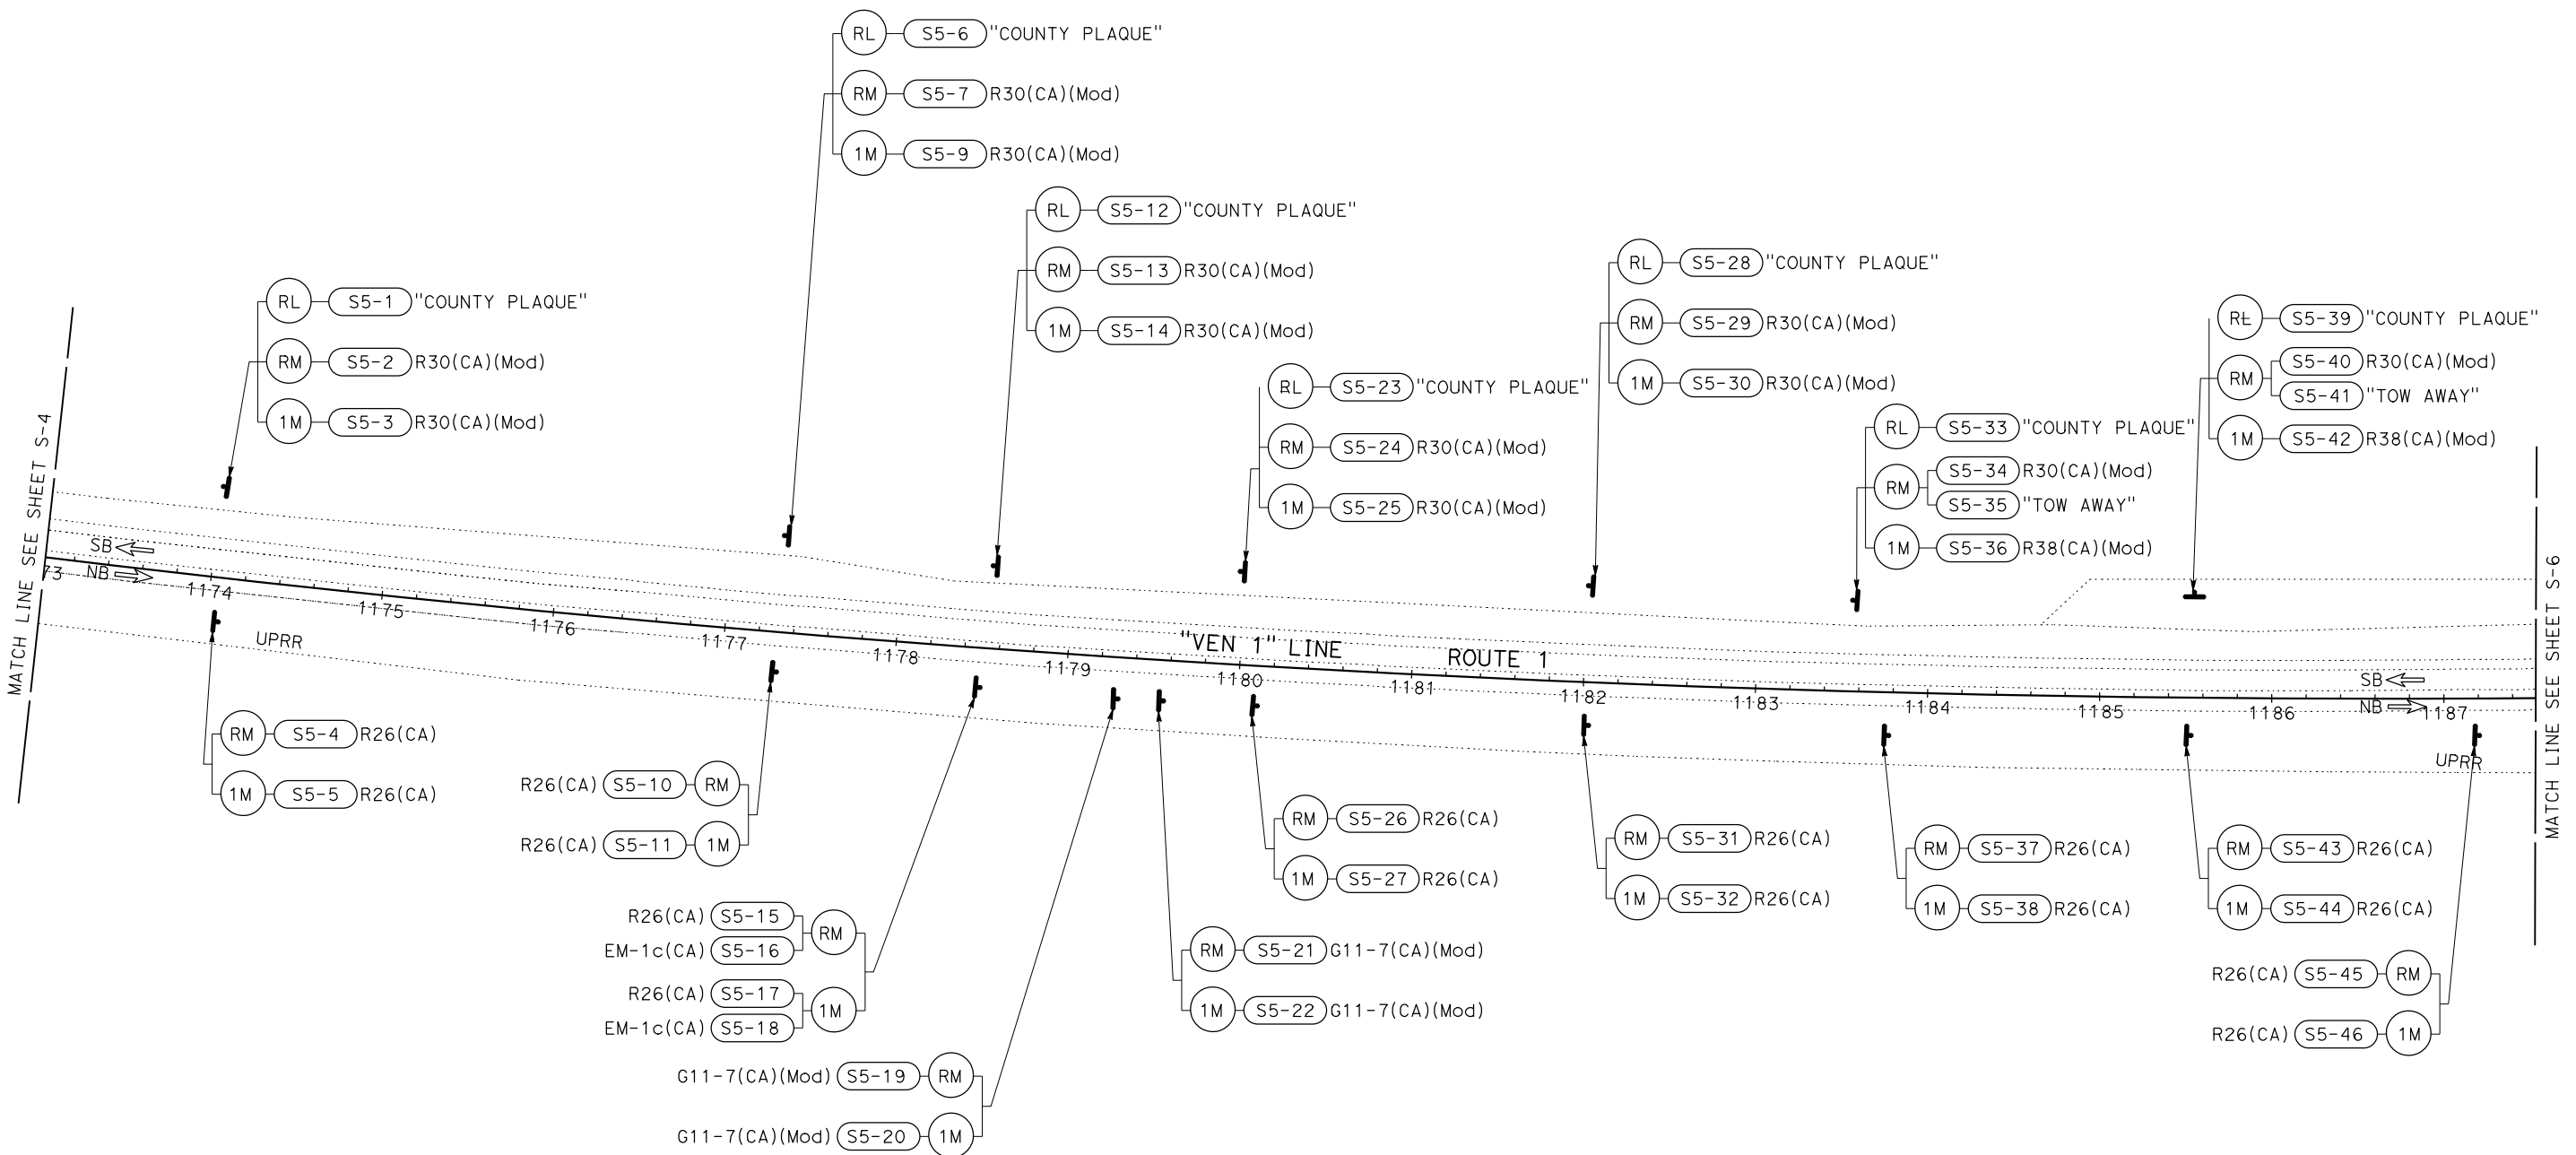 RL S5-6 "COUNTY PLAQUE"
RM S5-7 R30(CA)(Mod)
1M S5-9 R30(CA)(Mod)
RL S5-12 "COUNTY PLAQUE"
RM S5-13 R30(CA)(Mod)
1M S5-14 R30(CA)(Mod)
RL S5-1 "COUNTY PLAQUE"
RM S5-2 R30(CA)(Mod)
1M S5-3 R30(CA)(Mod)
RL S5-23 "COUNTY PLAQUE"
RM S5-24 R30(CA)(Mod)
1M S5-25 R30(CA)(Mod)
RL S5-28 "COUNTY PLAQUE"
RM S5-29 R30(CA)(Mod)
1M S5-30 R30(CA)(Mod)
RL S5-33 "COUNTY PLAQUE"
RM S5-34 R30(CA)(Mod)
S5-35 "TOW AWAY"
1M S5-36 R38(CA)(Mod)
RL S5-39 "COUNTY PLAQUE"
RM S5-40 R30(CA)(Mod)
S5-41 "TOW AWAY"
1M S5-42 R38(CA)(Mod)
MATCH LINE SEE SHEET S-4
SB
NB
73
1174
1175
1176
1177
1178
1179
1180
1181
1182
1183
1184
1185
1186
1187
"VEN 1" LINE
ROUTE 1
SB
NB
UPRR
UPRR
MATCH LINE SEE SHEET S-6
RM S5-4 R26(CA)
1M S5-5 R26(CA)
R26(CA) S5-10 RM
R26(CA) S5-11 1M
R26(CA) S5-15 RM
EM-1c(CA) S5-16
R26(CA) S5-17 1M
EM-1c(CA) S5-18
G11-7(CA)(Mod) S5-19 RM
G11-7(CA)(Mod) S5-20 1M
RM S5-21 G11-7(CA)(Mod)
1M S5-22 G11-7(CA)(Mod)
RM S5-26 R26(CA)
1M S5-27 R26(CA)
RM S5-31 R26(CA)
1M S5-32 R26(CA)
RM S5-37 R26(CA)
1M S5-38 R26(CA)
RM S5-43 R26(CA)
1M S5-44 R26(CA)
R26(CA) S5-45 RM
R26(CA) S5-46 1M